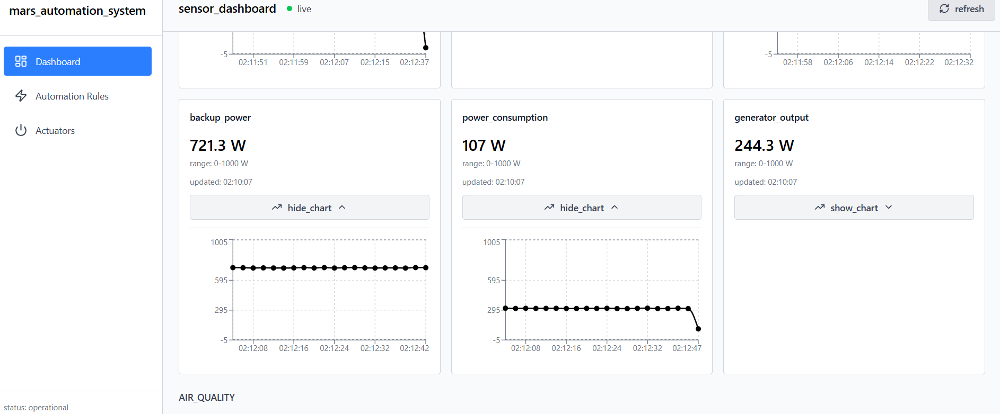 mars_automation_system
Dashboard
Automation Rules
Actuators
status: operational
sensor_dashboard live
refresh
-5
02:11:51 02:11:59 02:12:07 02:12:15 02:12:37
-5
02:11:58 02:12:06 02:12:14 02:12:22 02:12:32
backup_power
721.3 W
range: 0-1000 W
updated: 02:10:07
hide_chart
1005
595
295
-5
02:12:08 02:12:16 02:12:24 02:12:32 02:12:42
power_consumption
107 W
range: 0-1000 W
updated: 02:10:07
hide_chart
1005
595
295
-5
02:12:08 02:12:16 02:12:24 02:12:32 02:12:47
generator_output
244.3 W
range: 0-1000 W
updated: 02:10:07
show_chart
AIR_QUALITY